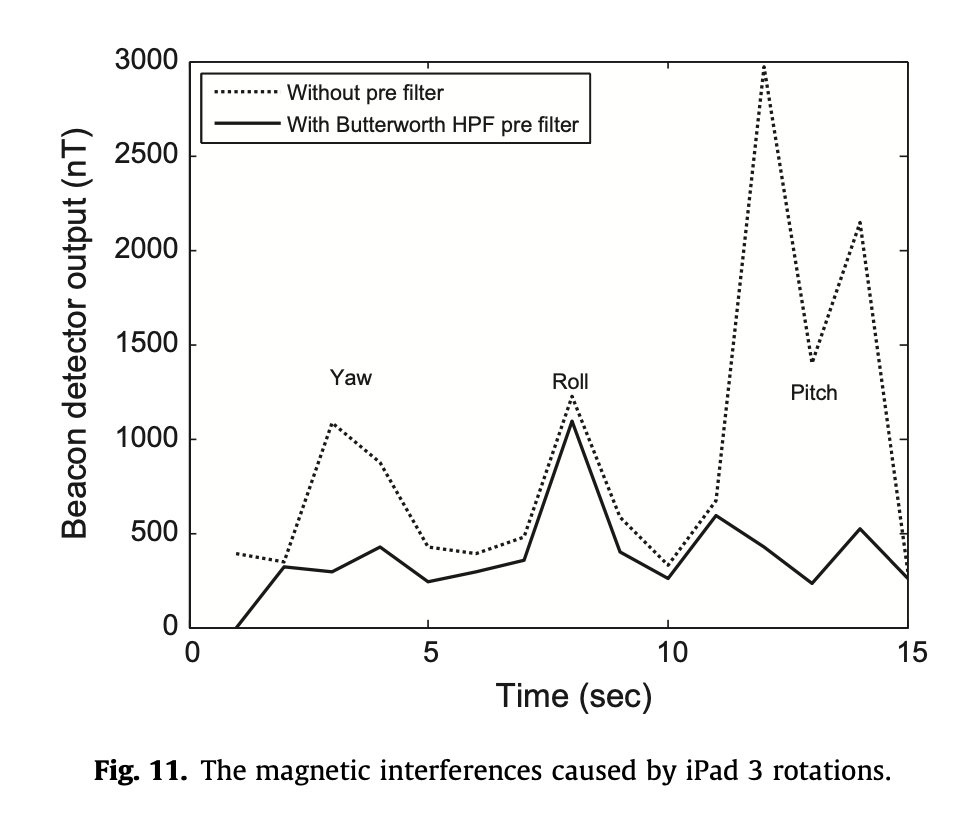 3000
2500
2000
1500
1000
500
0
Beacon detector output (nT)
Without pre filter
With Butterworth HPF pre filter
Yaw
Roll
Pitch
0 5 10 15
Time (sec)
Fig. 11. The magnetic interferences caused by iPad 3 rotations.